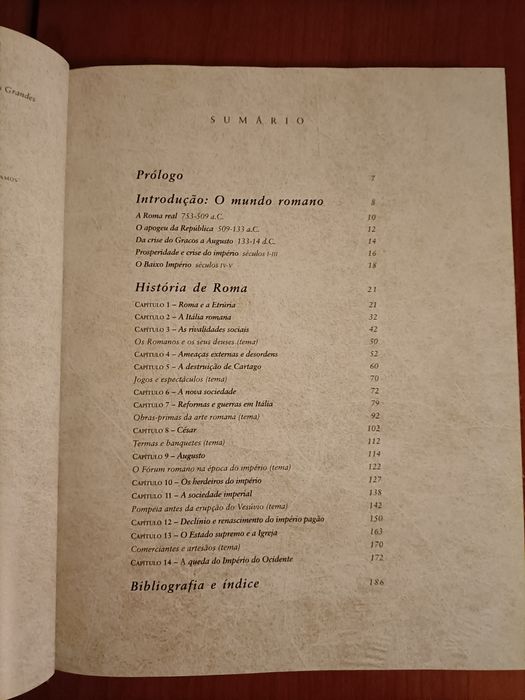 Grandes
AMOS
SUMÁRIO
Prólogo 7
Introdução: O mundo romano 8
A Roma real 753-509 a.C. 10
O apogeu da República 509-133 a.C. 12
Da crise do Gracos a Augusto 133-14 d.C. 14
Prosperidade e crise do império séculos I-III 16
O Baixo Império séculos IV-V 18
História de Roma 21
Capítulo 1 – Roma e a Etrúria 21
Capítulo 2 – A Itália romana 32
Capítulo 3 – As rivalidades sociais 42
Os Romanos e os seus deuses (tema) 50
Capítulo 4 – Ameaças externas e desordens 52
Capítulo 5 – A destruição de Cartago 60
Jogos e espectáculos (tema) 70
Capítulo 6 – A nova sociedade 72
Capítulo 7 – Reformas e guerras em Itália 79
Obras-primas da arte romana (tema) 92
Capítulo 8 – César 102
Termas e banquetes (tema) 112
Capítulo 9 – Augusto 114
O Fórum romano na época do império (tema) 122
Capítulo 10 – Os herdeiros do império 127
Capítulo 11 – A sociedade imperial 138
Pompeia antes da erupção do Vesúvio (tema) 142
Capítulo 12 – Declínio e renascimento do império pagão 150
Capítulo 13 – O Estado supremo e a Igreja 163
Comerciantes e artesãos (tema) 170
Capítulo 14 – A queda do Império do Ocidente 172
Bibliografia e índice 186